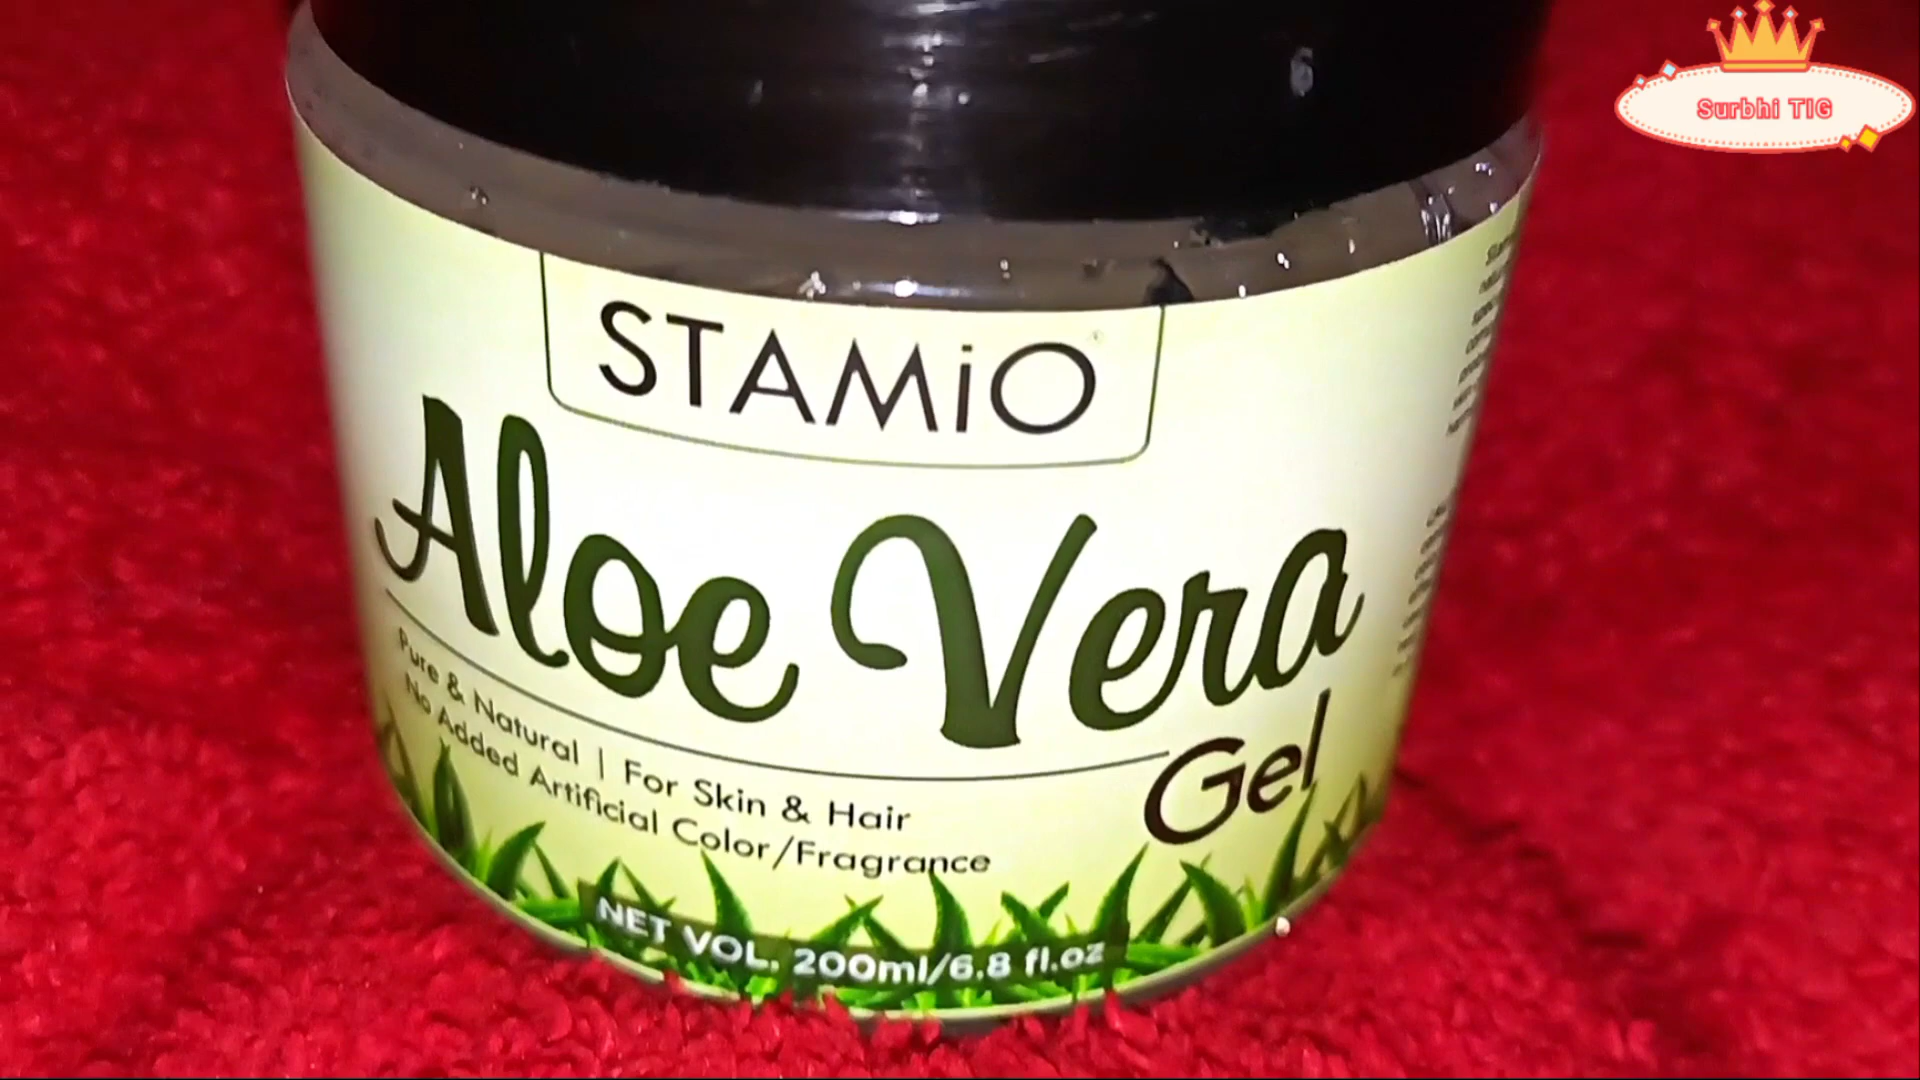 Surbhi TIG
STAMiO
Aloe Vera
Gel
Pure & Natural | For Skin & Hair
No Added Artificial Color/Fragrance
NET VOL. 200ml/6.8 fl.oz